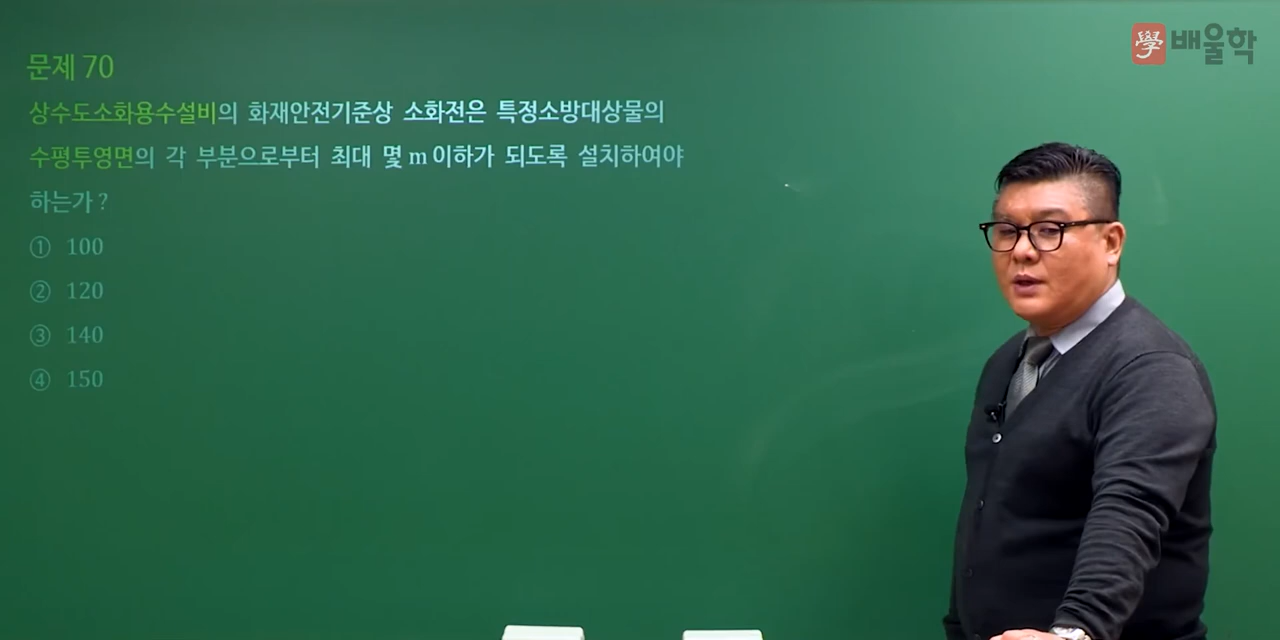 學 배울학
문제 70
상수도소화용수설비의 화재안전기준상 소화전은 특정소방대상물의
수평투영면의 각 부분으로부터 최대 몇 m 이하가 되도록 설치하여야
하는가?
① 100
② 120
③ 140
④ 150